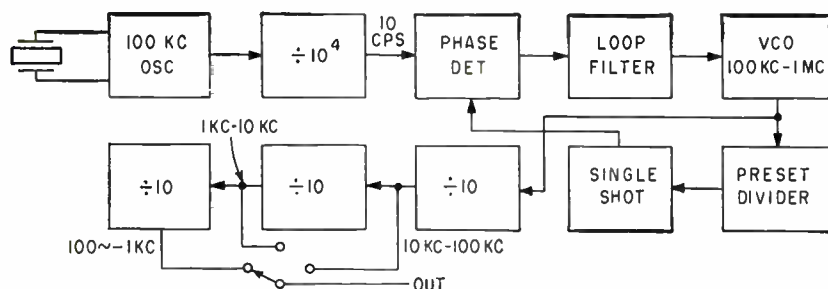 100 KC
OSC
÷10⁴
10
CPS
PHASE
DET
LOOP
FILTER
VCO
100KC-1MC
1KC-10KC
÷10
÷10
÷10
SINGLE
SHOT
PRESET
DIVIDER
100~-1KC
10KC-100KC
OUT